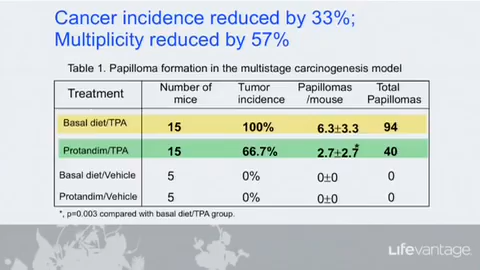 Cancer incidence reduced by 33%;
Multiplicity reduced by 57%
Table 1. Papilloma formation in the multistage carcinogenesis model
Treatment Number of mice Tumor incidence Papillomas /mouse Total Papillomas
Basal diet/TPA 15 100% 6.3±3.3 94
Protandim/TPA 15 66.7% 2.7±2.7* 40
Basal diet/Vehicle 5 0% 0±0 0
Protandim/Vehicle 5 0% 0±0 0
*, p=0.003 compared with basal diet/TPA group.
Lifevantage